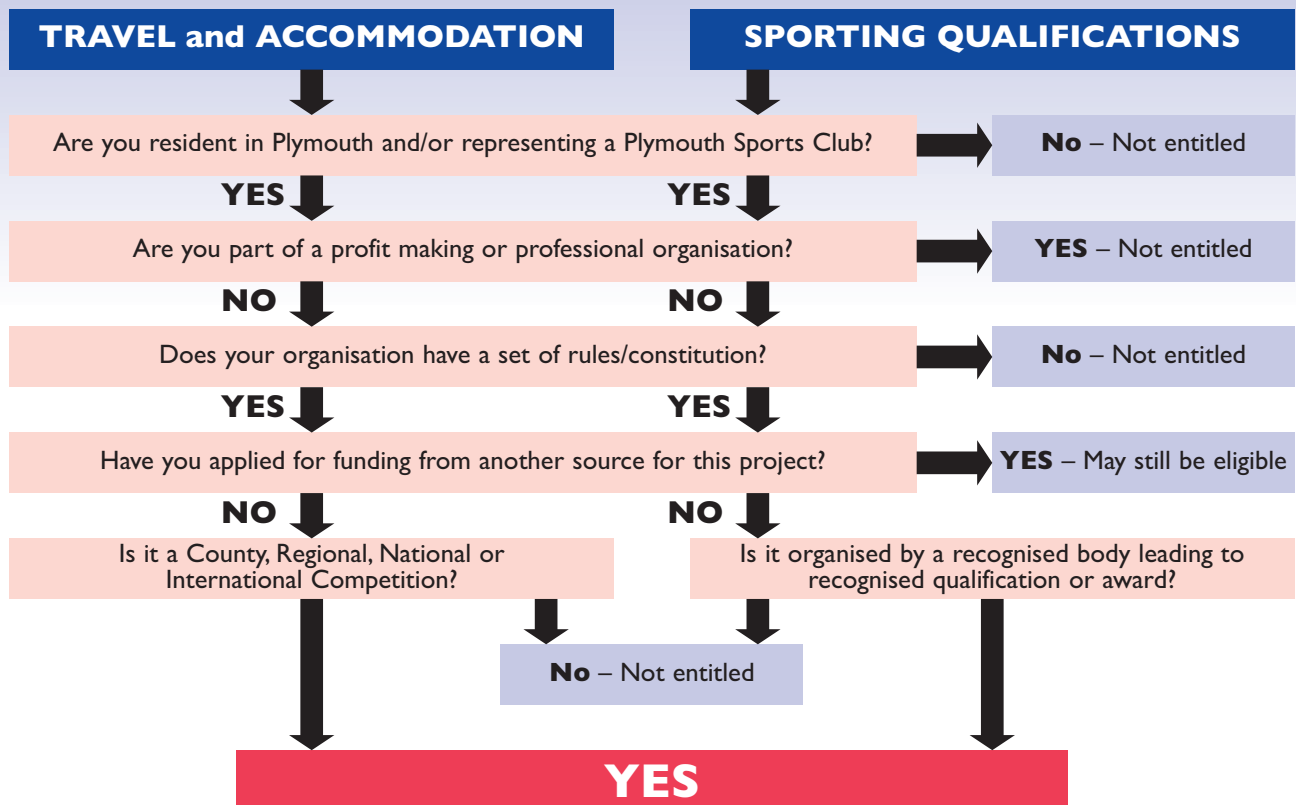 TRAVEL and ACCOMMODATION
SPORTING QUALIFICATIONS
Are you resident in Plymouth and/or representing a Plymouth Sports Club?
No – Not entitled
YES
YES
Are you part of a profit making or professional organisation?
YES – Not entitled
NO
NO
Does your organisation have a set of rules/constitution?
No – Not entitled
YES
YES
Have you applied for funding from another source for this project?
YES – May still be eligible
NO
NO
Is it a County, Regional, National or
International Competition?
Is it organised by a recognised body leading to
recognised qualification or award?
No – Not entitled
YES